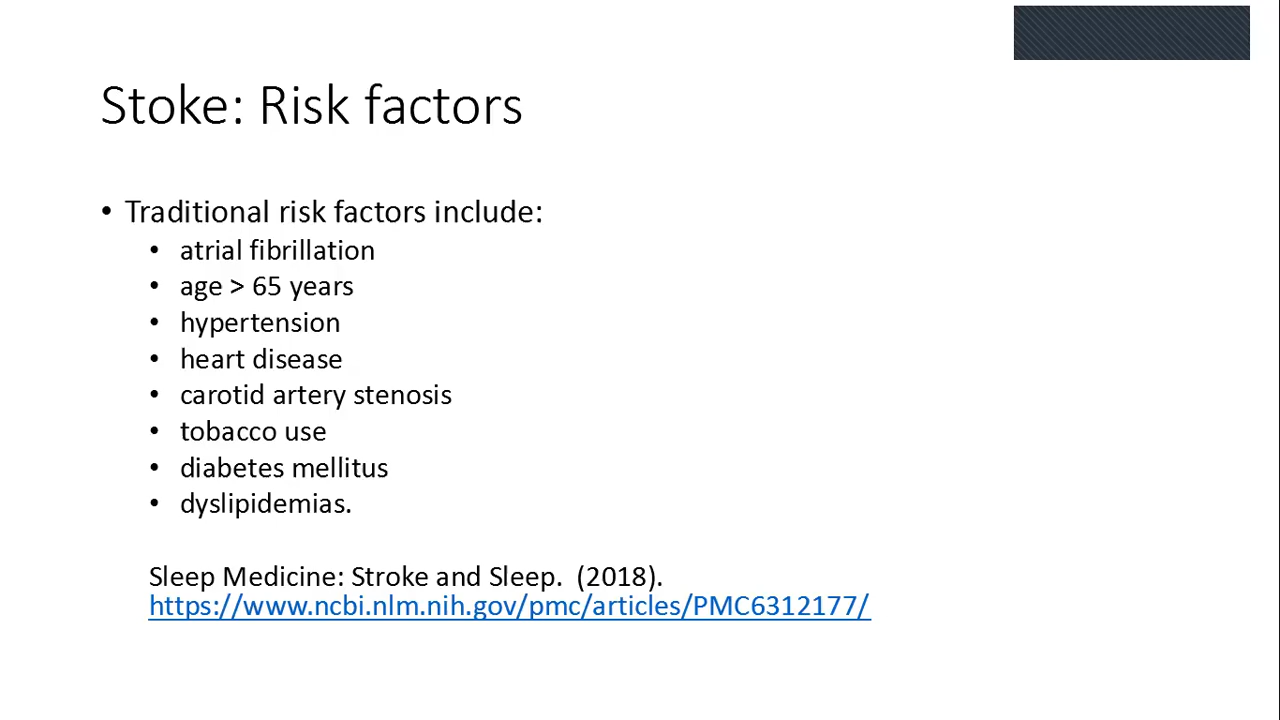 Stoke: Risk factors
• Traditional risk factors include:
• atrial fibrillation
• age > 65 years
• hypertension
• heart disease
• carotid artery stenosis
• tobacco use
• diabetes mellitus
• dyslipidemias.
Sleep Medicine: Stroke and Sleep.  (2018).
https://www.ncbi.nlm.nih.gov/pmc/articles/PMC6312177/